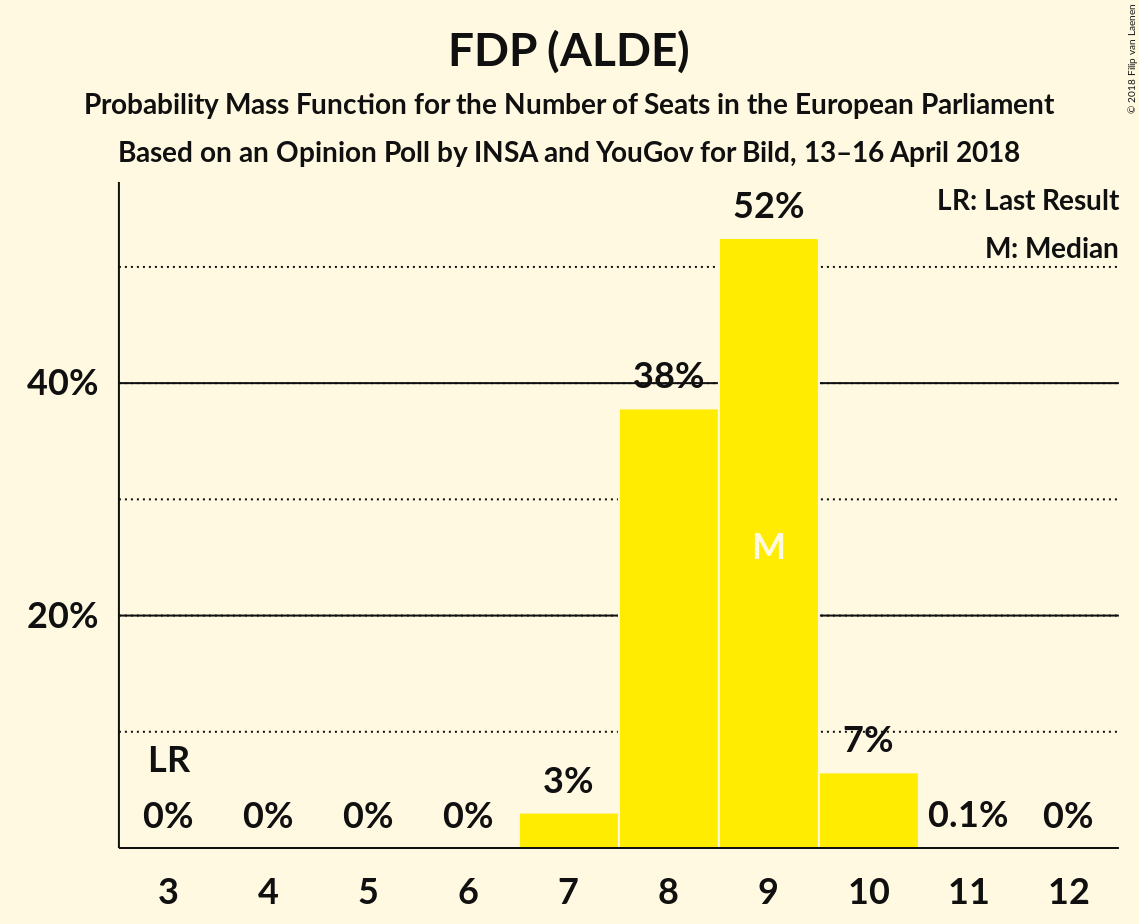 FDP (ALDE)
Probability Mass Function for the Number of Seats in the European Parliament
Based on an Opinion Poll by INSA and YouGov for Bild, 13–16 April 2018
© 2018 Filip van Laenen
LR: Last Result
M: Median
52%
40%
38%
M
20%
LR
7%
3%
0%
0%
0%
0%
0.1%
0%
3
4
5
6
7
8
9
10
11
12